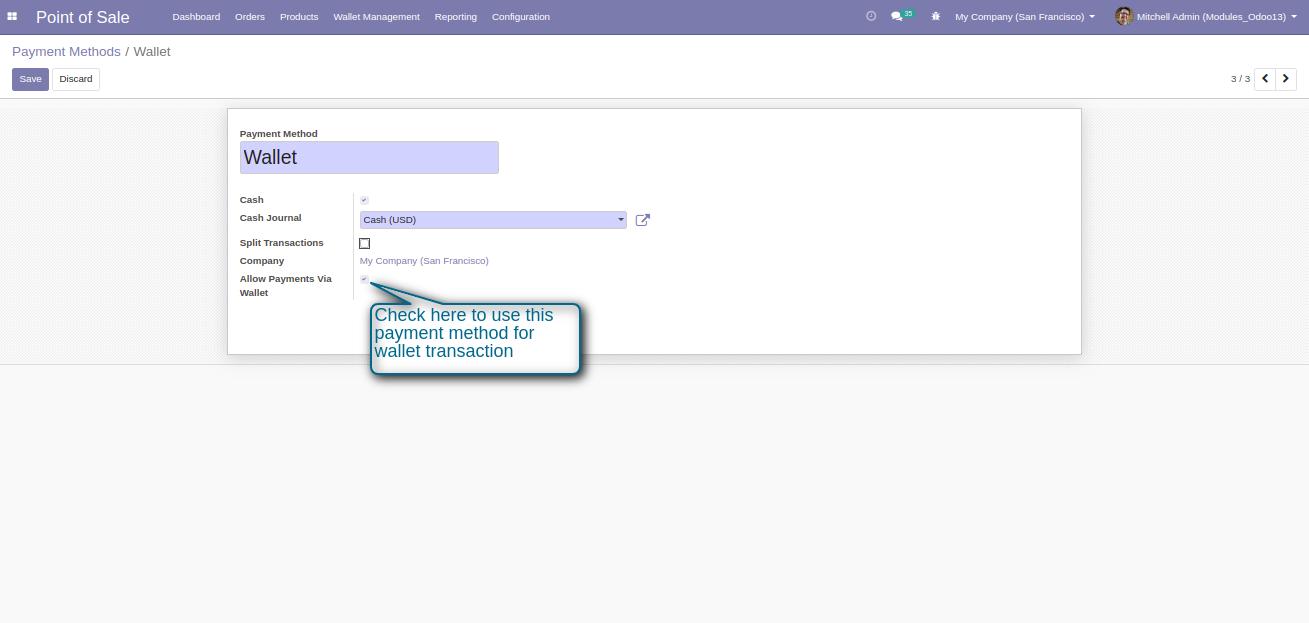 Point of Sale Dashboard Orders Products Wallet Management Reporting Configuration 35 My Company (San Francisco) Mitchell Admin (Modules_Odoo13)
Payment Methods / Wallet
Save Discard 3 / 3
Payment Method
Wallet
Cash
Cash Journal Cash (USD)
Split Transactions
Company My Company (San Francisco)
Allow Payments Via
Wallet
Check here to use this
payment method for
wallet transaction